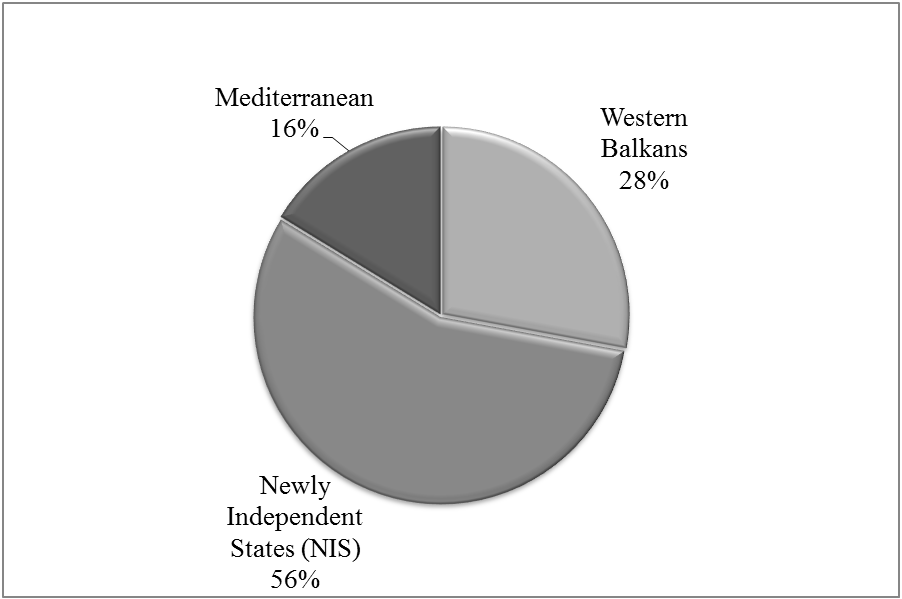 Mediterranean
16%
Western
Balkans
28%
Newly
Independent
States (NIS)
56%